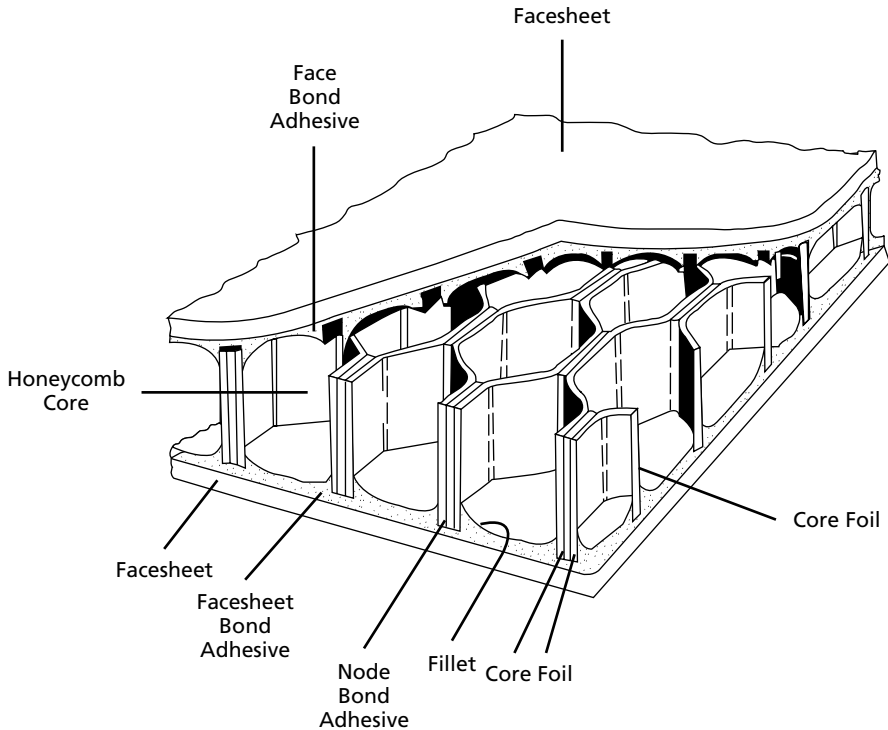 Facesheet
Face
Bond
Adhesive
Honeycomb
Core
Core Foil
Facesheet
Facesheet
Bond
Adhesive
Node
Bond
Adhesive
Fillet
Core Foil